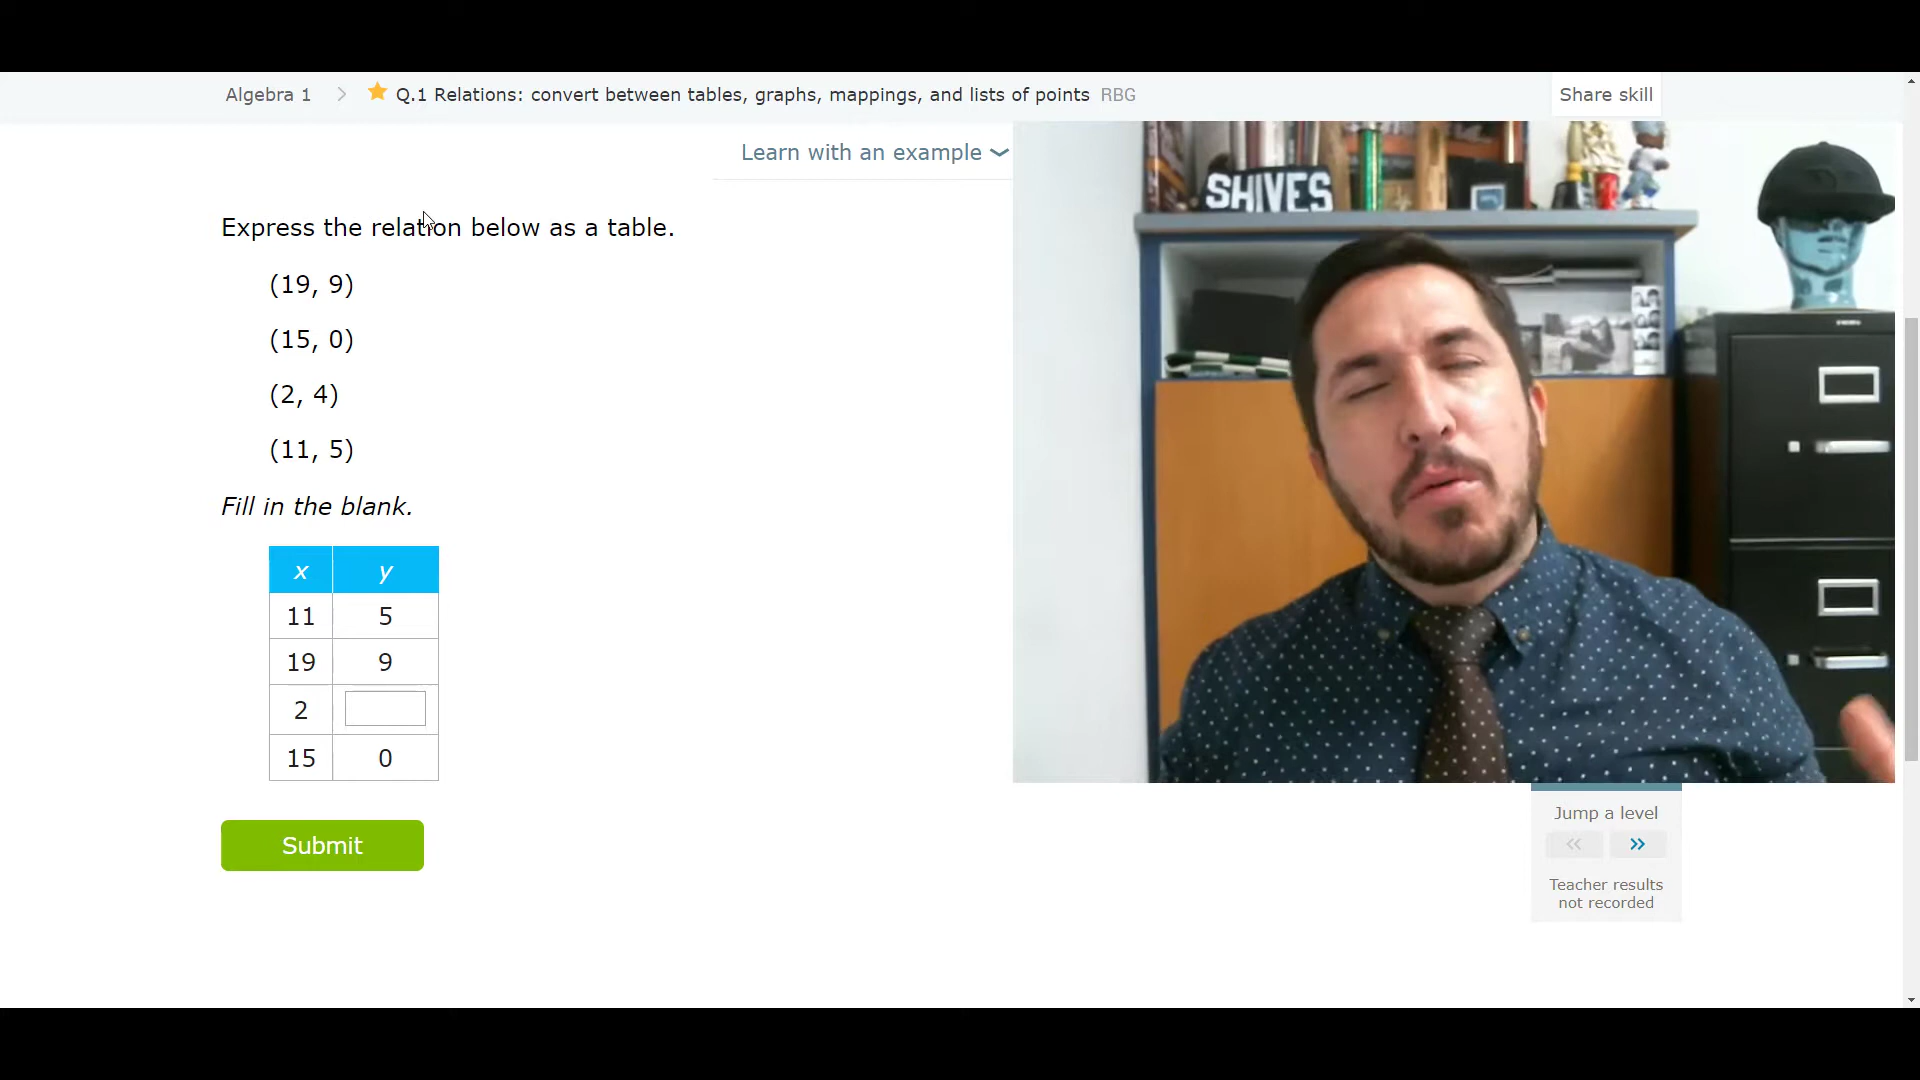 Algebra 1 > Q.1 Relations: convert between tables, graphs, mappings, and lists of points RBG
Share skill
Learn with an example
SHIVES
Express the relation below as a table.
(19, 9)
(15, 0)
(2, 4)
(11, 5)
Fill in the blank.
x y
11 5
19 9
2
15 0
Submit
Jump a level
<< >>
Teacher results
not recorded